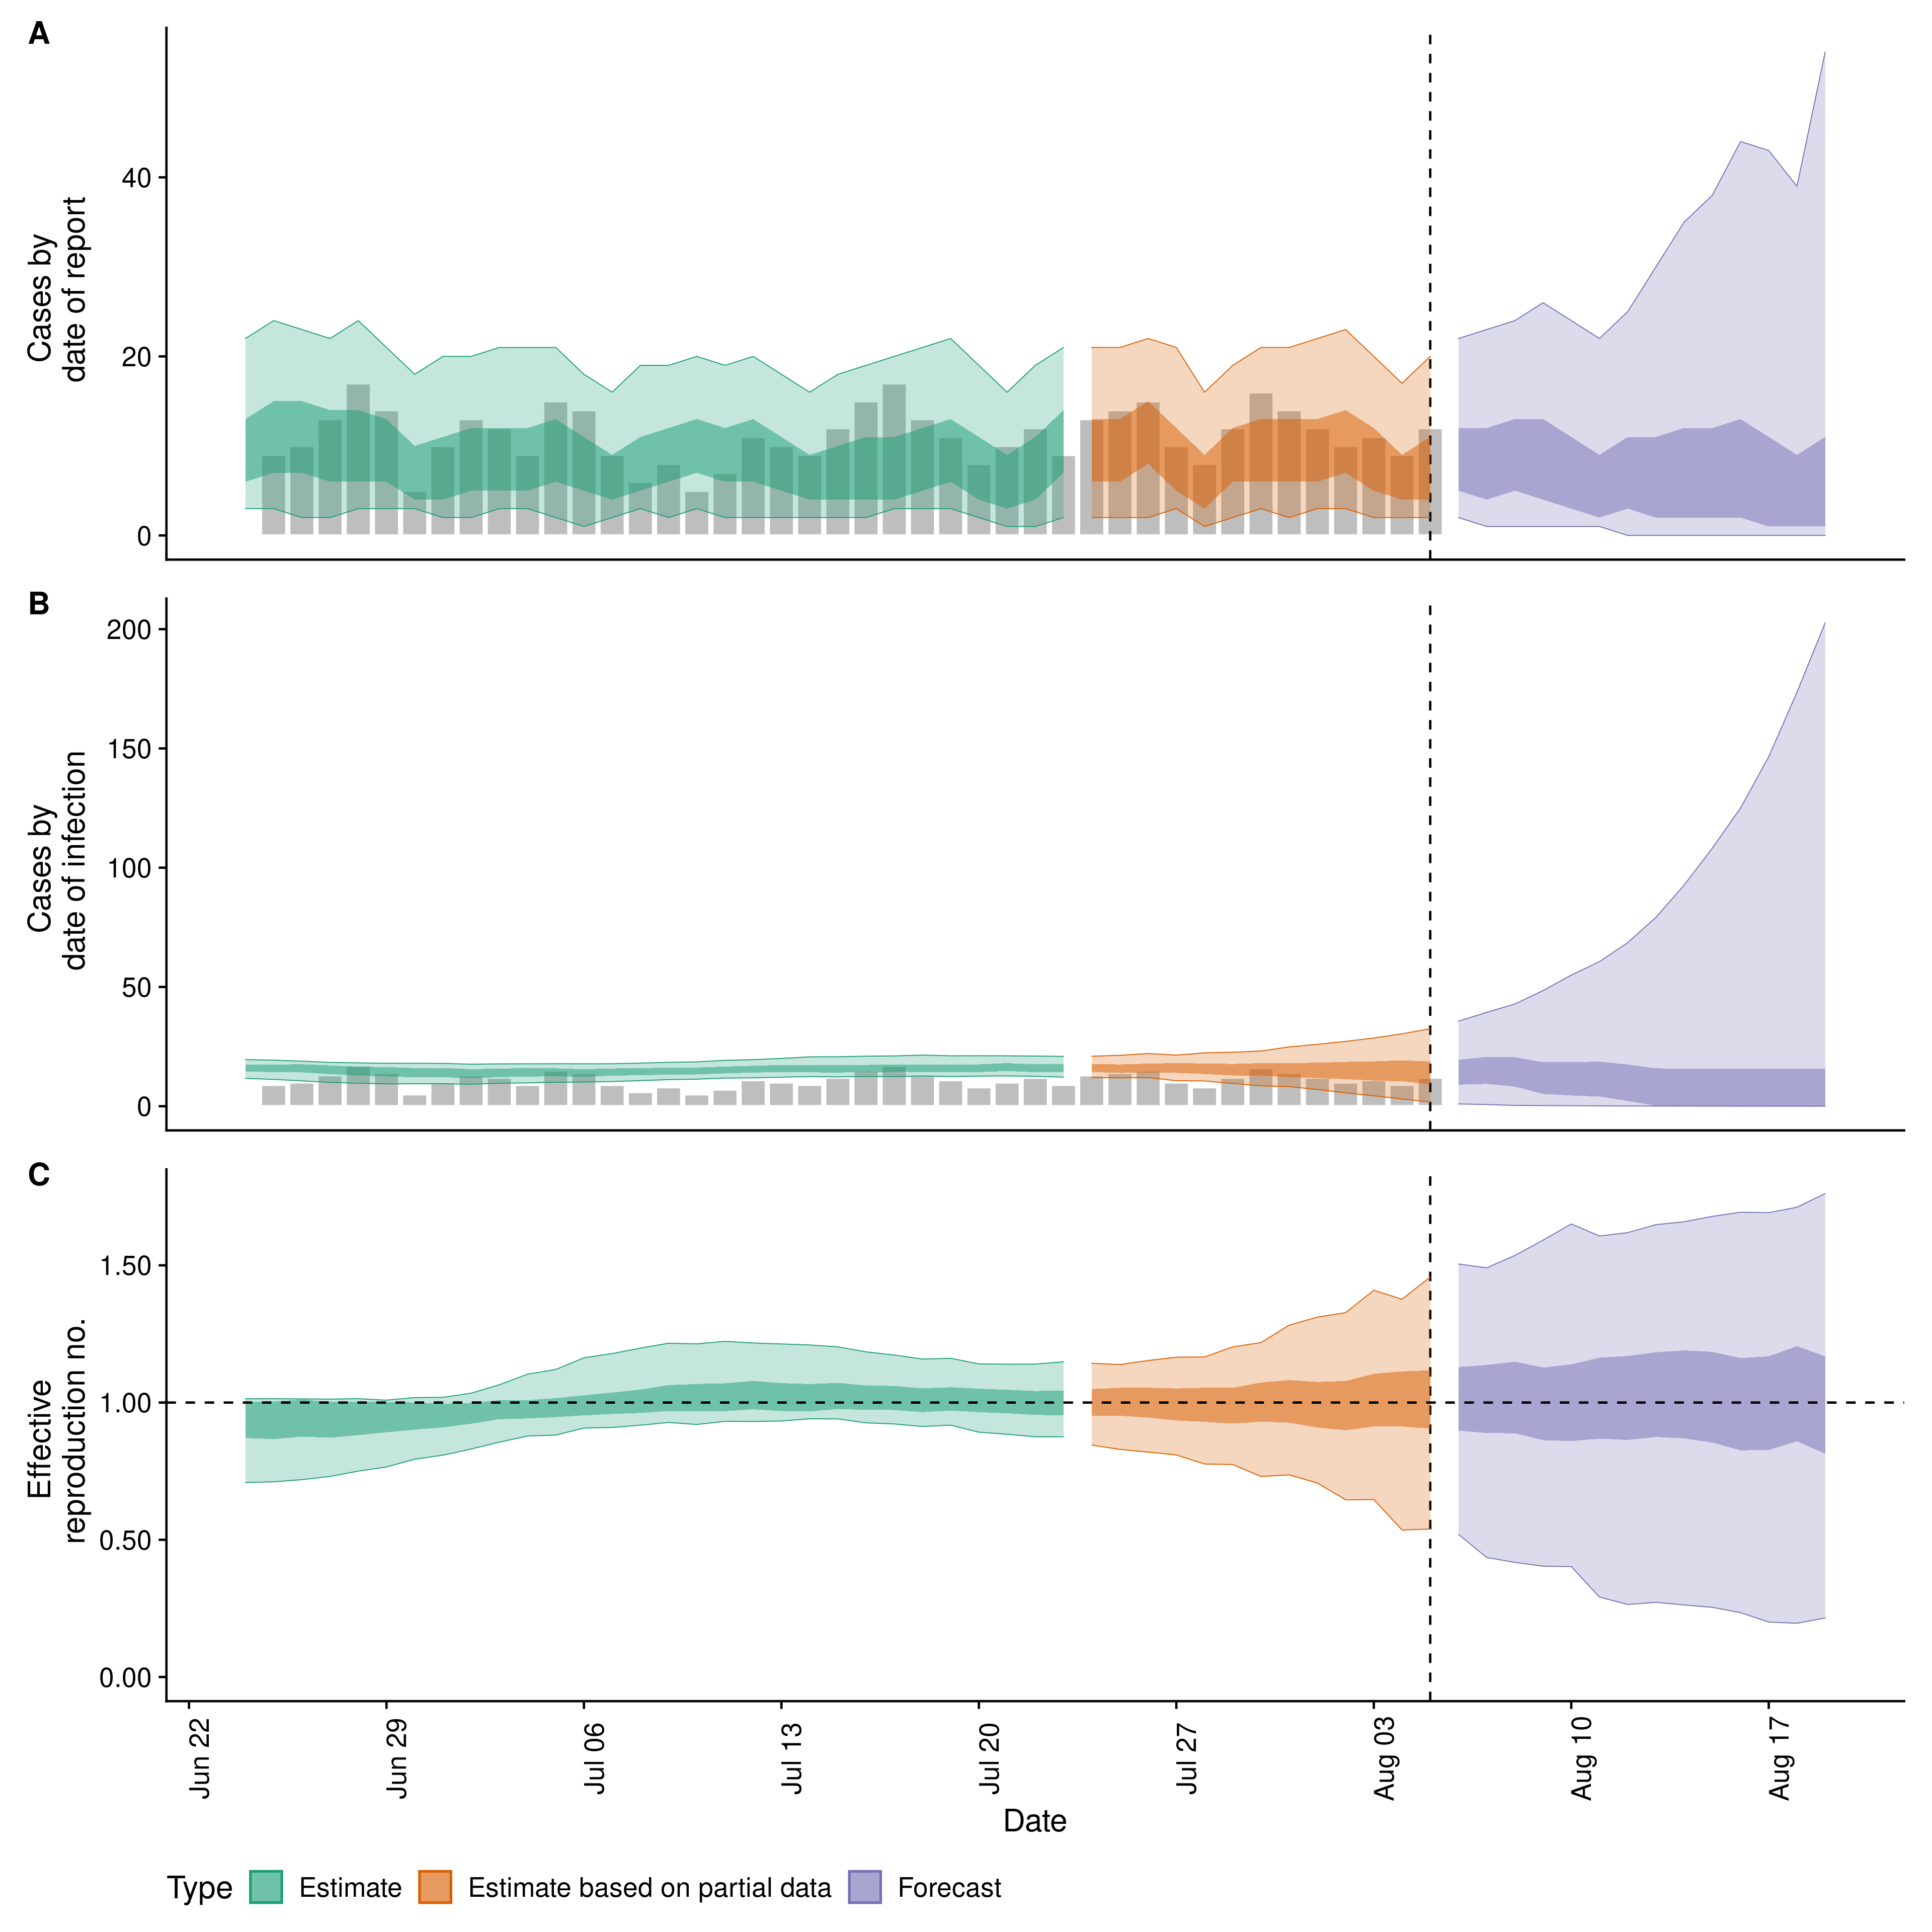 A
Cases by
date of report
40
20
0
B
Cases by
date of infection
200
150
100
50
0
C
Effective
reproduction no.
1.50
1.00
0.50
0.00
Jun 22
Jun 29
Jul 06
Jul 13
Jul 20
Jul 27
Aug 03
Aug 10
Aug 17
Date
Type Estimate Estimate based on partial data Forecast